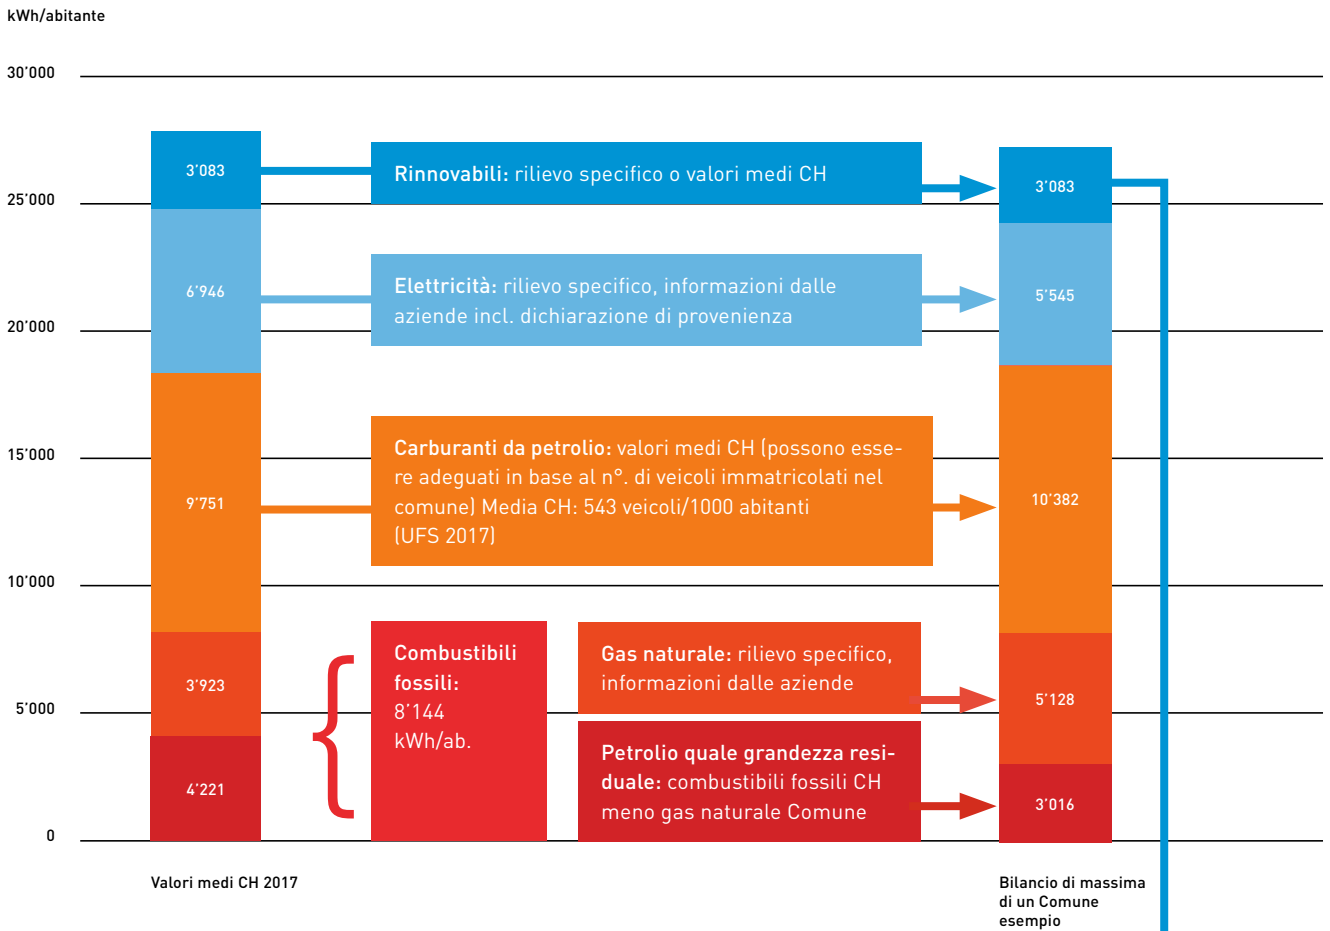 kWh/abitante
30’000
25’000
20’000
15’000
10’000
5’000
0
3’083
6’946
9’751
3’923
4’221
Valori medi CH 2017
Rinnovabili: rilievo specifico o valori medi CH
Elettricità: rilievo specifico, informazioni dalle
aziende incl. dichiarazione di provenienza
Carburanti da petrolio: valori medi CH (possono esse-
re adeguati in base al n°. di veicoli immatricolati nel
comune) Media CH: 543 veicoli/1000 abitanti
(UFS 2017)
Combustibili
fossili:
8’144
kWh/ab.
Gas naturale: rilievo specifico,
informazioni dalle aziende
Petrolio quale grandezza resi-
duale: combustibili fossili CH
meno gas naturale Comune
3’083
5’545
10’382
5’128
3’016
Bilancio di massima
di un Comune
esempio